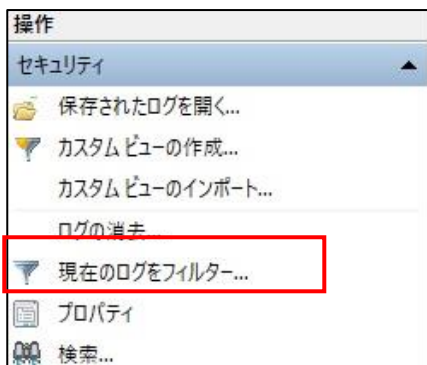 操作
セキュリティ
保存されたログを開く...
カスタム ビューの作成...
カスタム ビューのインポート...
ログの消去...
現在のログをフィルター...
プロパティ
検索...